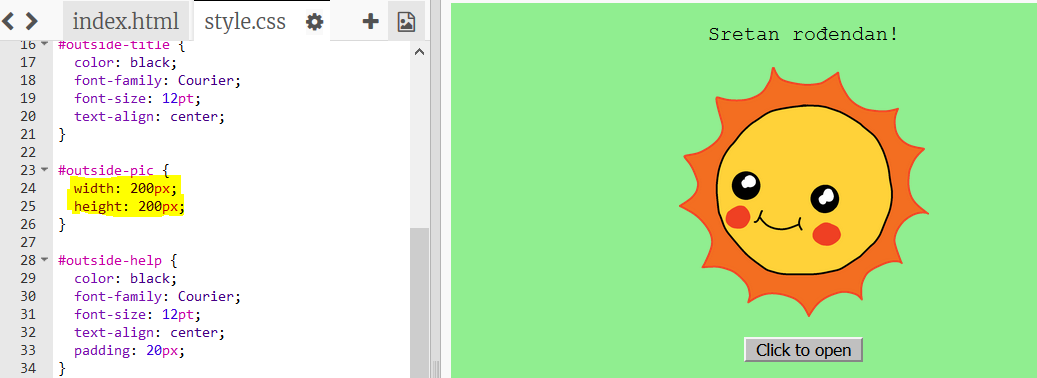 index.html
style.css
16 #outside-title {
17 color: black;
18 font-family: Courier;
19 font-size: 12pt;
20 text-align: center;
21 }
22
23 #outside-pic {
24 width: 200px;
25 height: 200px;
26 }
27
28 #outside-help {
29 color: black;
30 font-family: Courier;
31 font-size: 12pt;
32 text-align: center;
33 padding: 20px;
34 }
Sretan rođendan!
Click to open